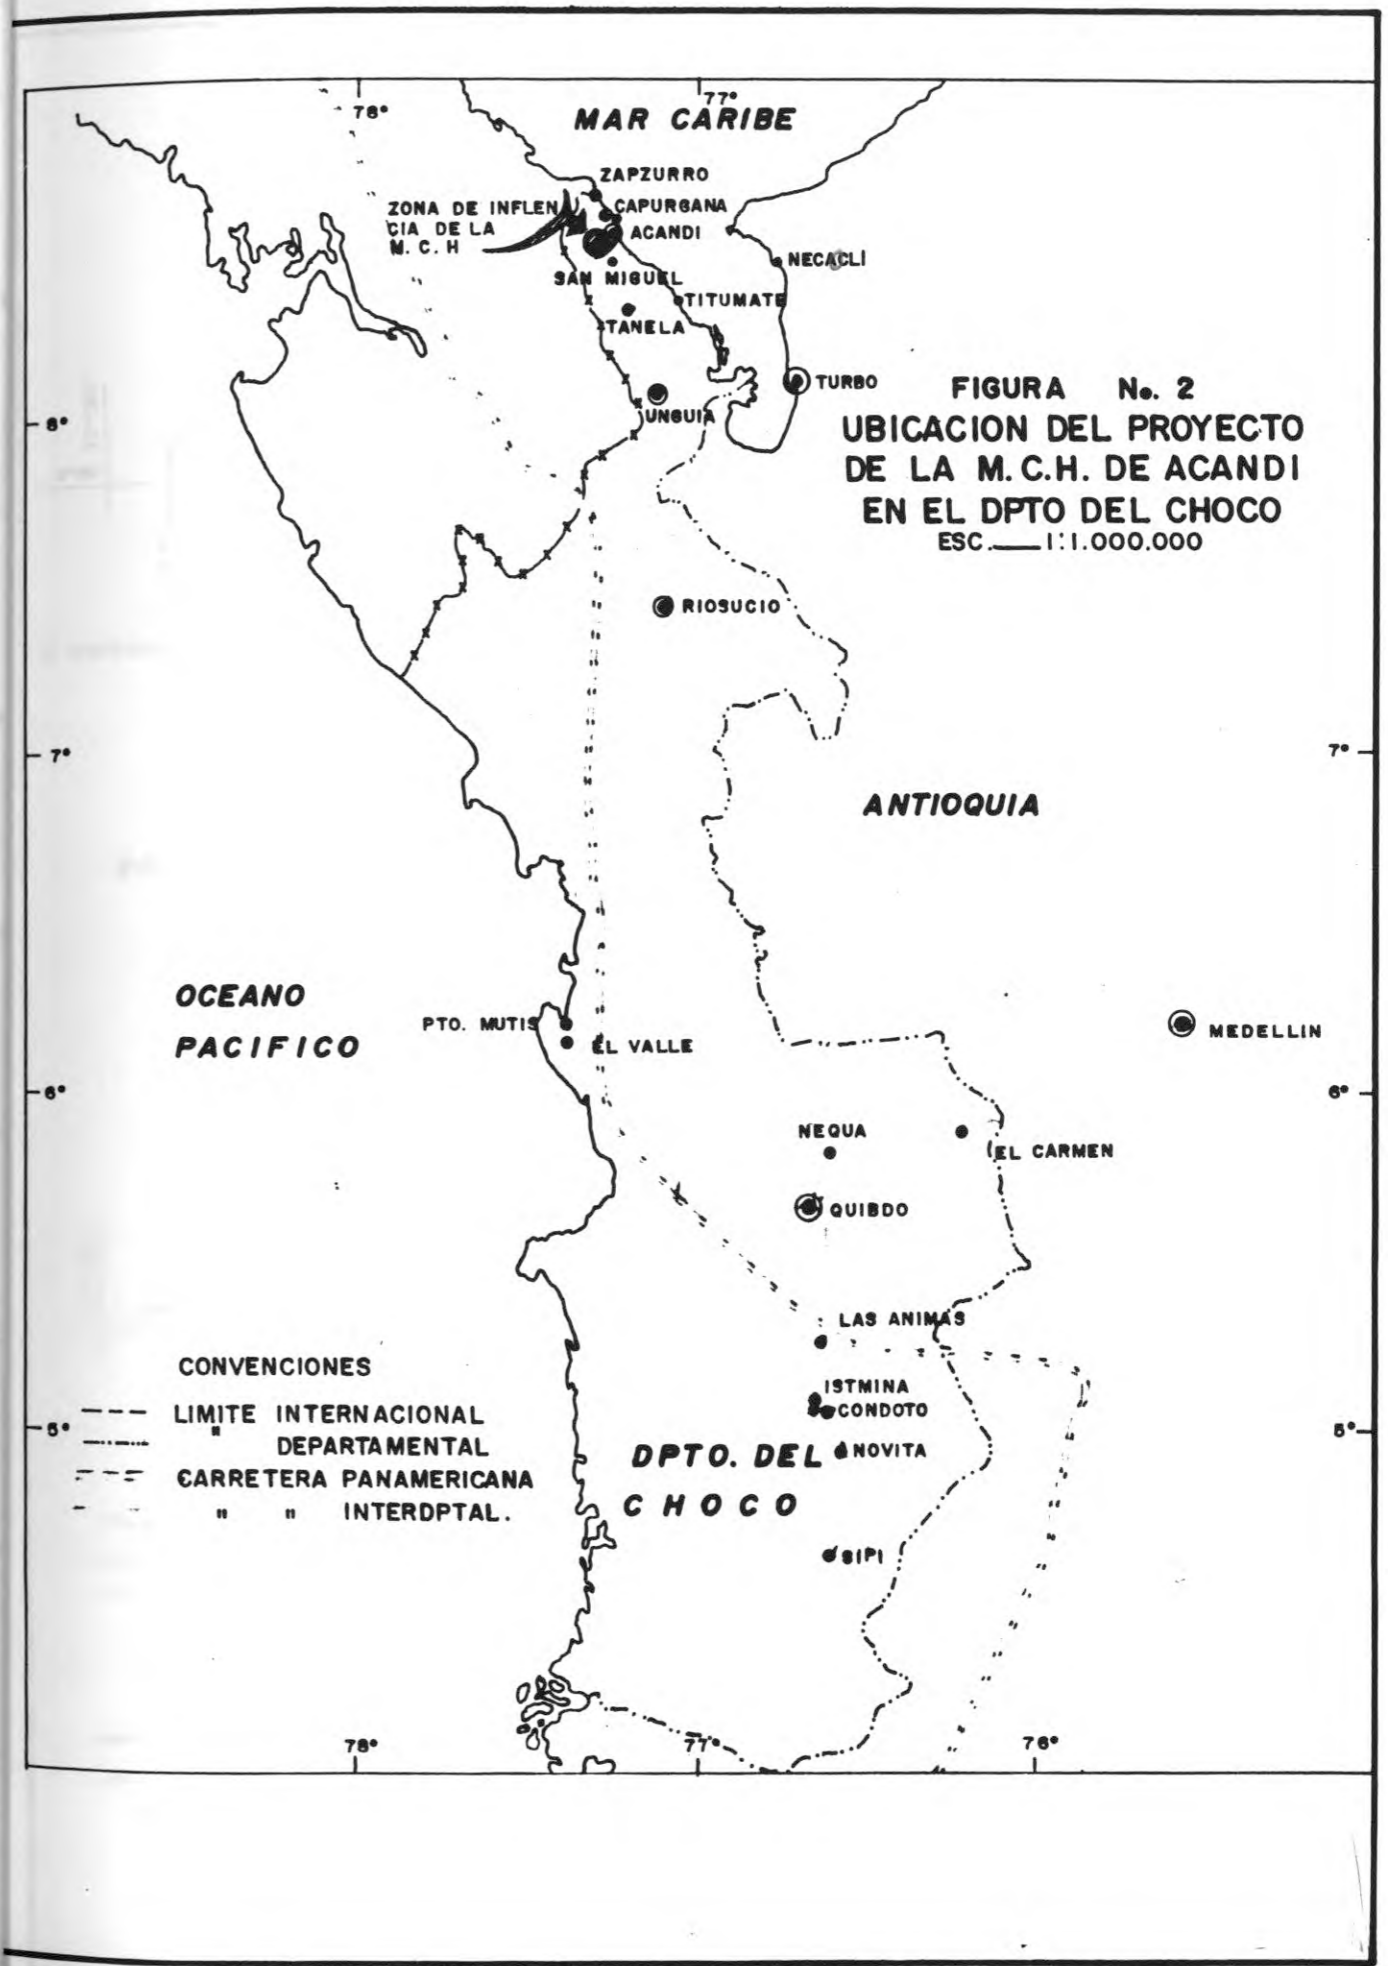 78°
77°
MAR CARIBE
ZAPZURRO
ZONA DE INFLEN
CIA DE LA
M. C. H
CAPURGANA
ACANDI
NECACLI
SAN MIGUEL
TITUMATE
TANELA
TURBO
UNGUIA
8°
FIGURA No. 2
UBICACION DEL PROYECTO
DE LA M.C.H. DE ACANDI
EN EL DPTO DEL CHOCO
ESC. 1:1.000.000
RIOSUCIO
7°
7°
ANTIOQUIA
OCEANO
PACIFICO
PTO. MUTIS
EL VALLE
MEDELLIN
6°
6°
NEQUA
EL CARMEN
QUIBDO
LAS ANIMAS
ISTMINA
CONDOTO
NOVITA
5°
5°
DPTO. DEL
CHOCO
SIPI
CONVENCIONES
LIMITE INTERNACIONAL
" DEPARTAMENTAL
CARRETERA PANAMERICANA
" " INTERDPTAL.
78°
77°
76°